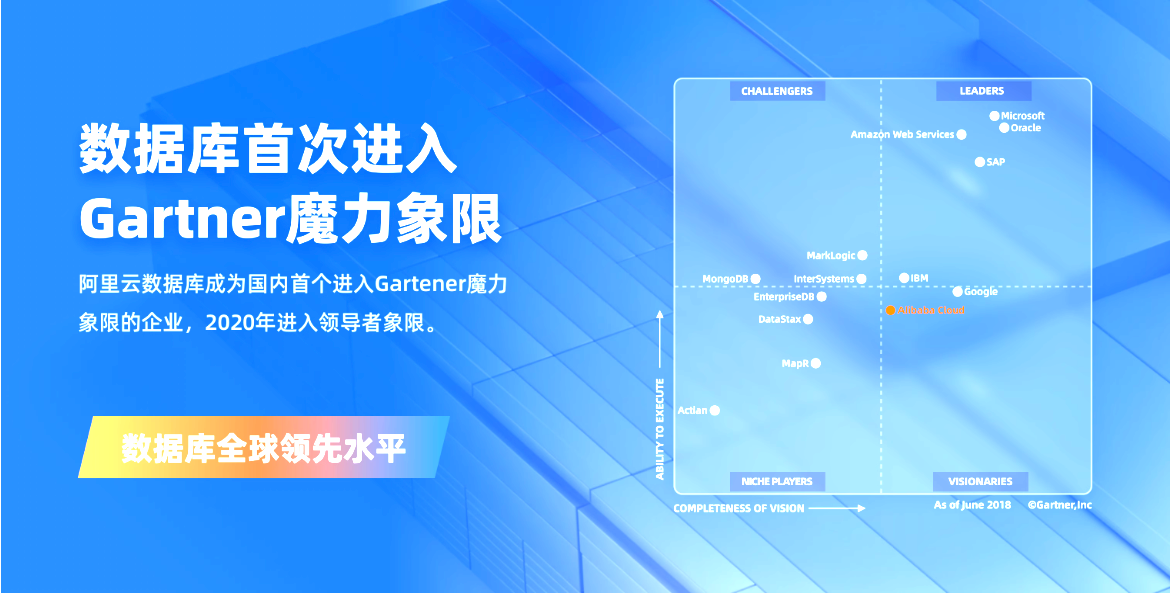 数据库首次进入
Gartner魔力象限
阿里云数据库成为国内首个进入Gartener魔力
象限的企业，2020年进入领导者象限。
数据库全球领先水平
CHALLENGERS
LEADERS
Microsoft
Oracle
Amazon Web Services
SAP
MarkLogic
MongoDB
InterSystems
IBM
Google
EnterpriseDB
Alibaba Cloud
DataStax
MapR
Actian
ABILITY TO EXECUTE
NICHE PLAYERS
VISIONARIES
COMPLETENESS OF VISION
As of June 2018
©Gartner,Inc